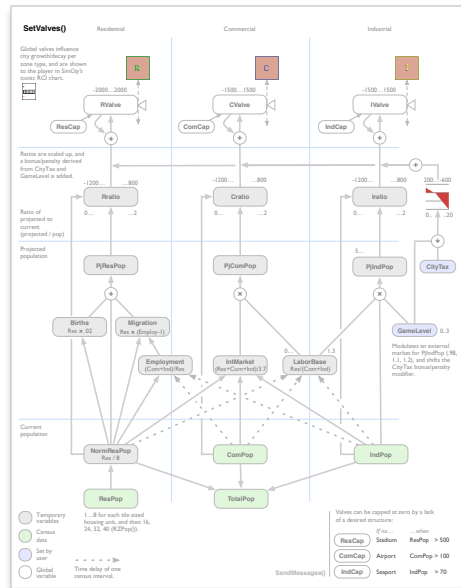 SetValves()
Residential
Commercial
Industrial
Global valves influence
city growth/decay per
zone type, and are shown
to the player in SimCity's
iconic RCI chart.
R
C
I
-2000...2000
-1500...1500
-1500...1500
RValve
CValve
IValve
ResCap
ComCap
IndCap
+
+
+
Ratios are scaled up, and
a bonus/penalty derived
from CityTax and
GameLevel is added.
+
-1200...
...800
-1200...
...800
-1200...
...800
200...
-600
Rratio
Cratio
Iratio
0...
...2
0...
...2
0...
...2
0...
...20
Ratio of
projected to
current
(projected / pop)
Projected
population
+
5...
PjResPop
PjComPop
PjIndPop
CityTax
+
×
×
Births
Res × .02
Migration
Res × (Employ-1)
GameLevel
0..3
Modulates an external
market for PjIndPop (.98,
1.1, 1.2), and shifts the
CityTax bonus/penalty
modifier.
0...
...1.3
Employment
(Com+Ind)/Res
IntMarket
(Res+Com+Ind)/3.7
LaborBase
Res/(Com+Ind)
Current
population
NormResPop
Res / 8
ComPop
IndPop
ResPop
TotalPop
1...8 for each tile sized
housing unit, and then 16,
24, 32, 40 (RZPop()).
Temporary
variables
Census
data
Set by
user
Global
variable
Time delay of one
census interval.
SendMessages()
Valves can be capped at zero by a lack
of a desired structure:
If no...
...when
ResCap
Stadium
ResPop > 500
ComCap
Airport
ComPop > 100
IndCap
Seaport
IndPop > 70